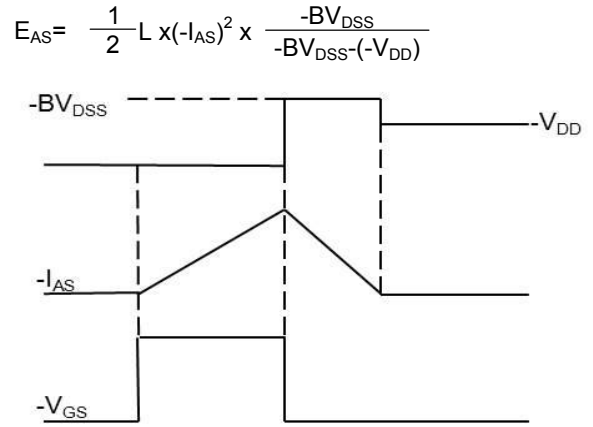 E_AS= 1/2 L x(-I_AS)² x -BV_DSS/-BV_DSS-(-V_DD)
-BV_DSS
-V_DD
-I_AS
-V_GS